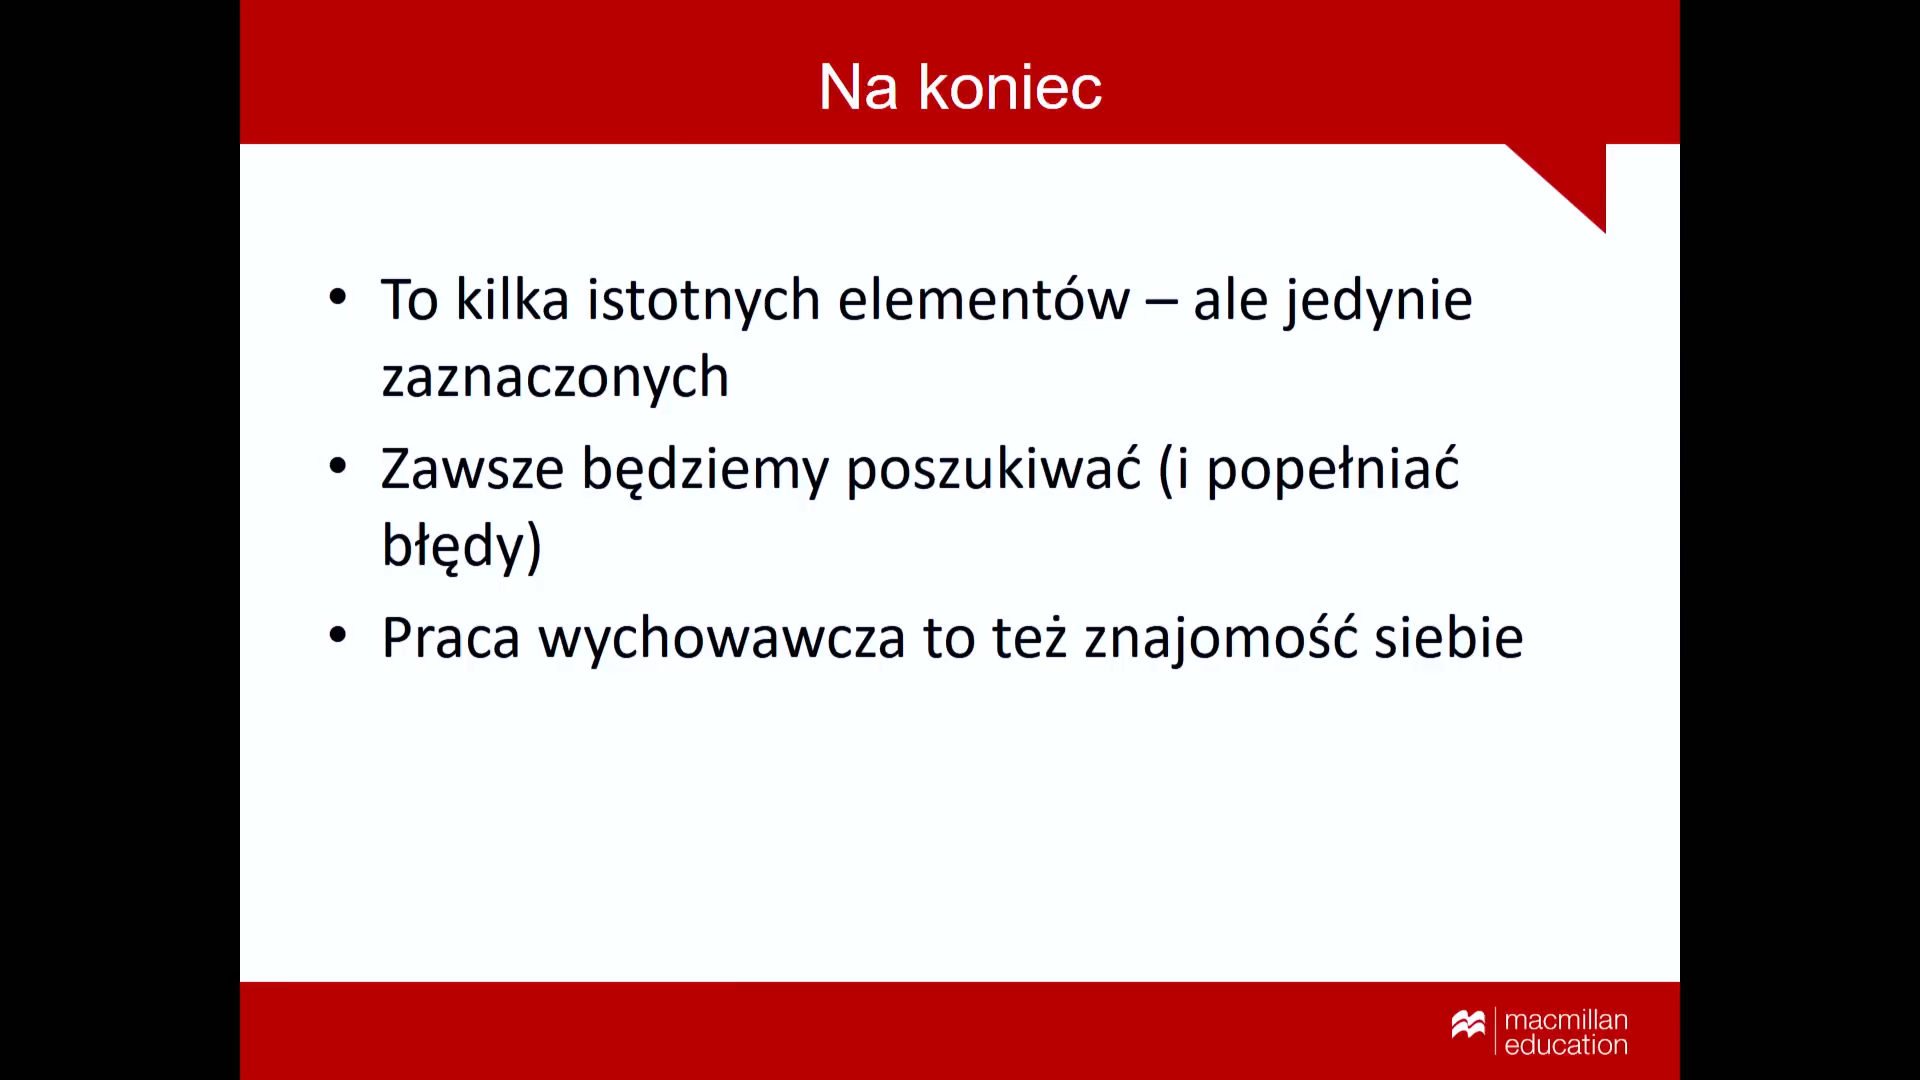 Na koniec
• To kilka istotnych elementów – ale jedynie
zaznaczonych
• Zawsze będziemy poszukiwać (i popełniać
błędy)
• Praca wychowawcza to też znajomość siebie
macmillan
education